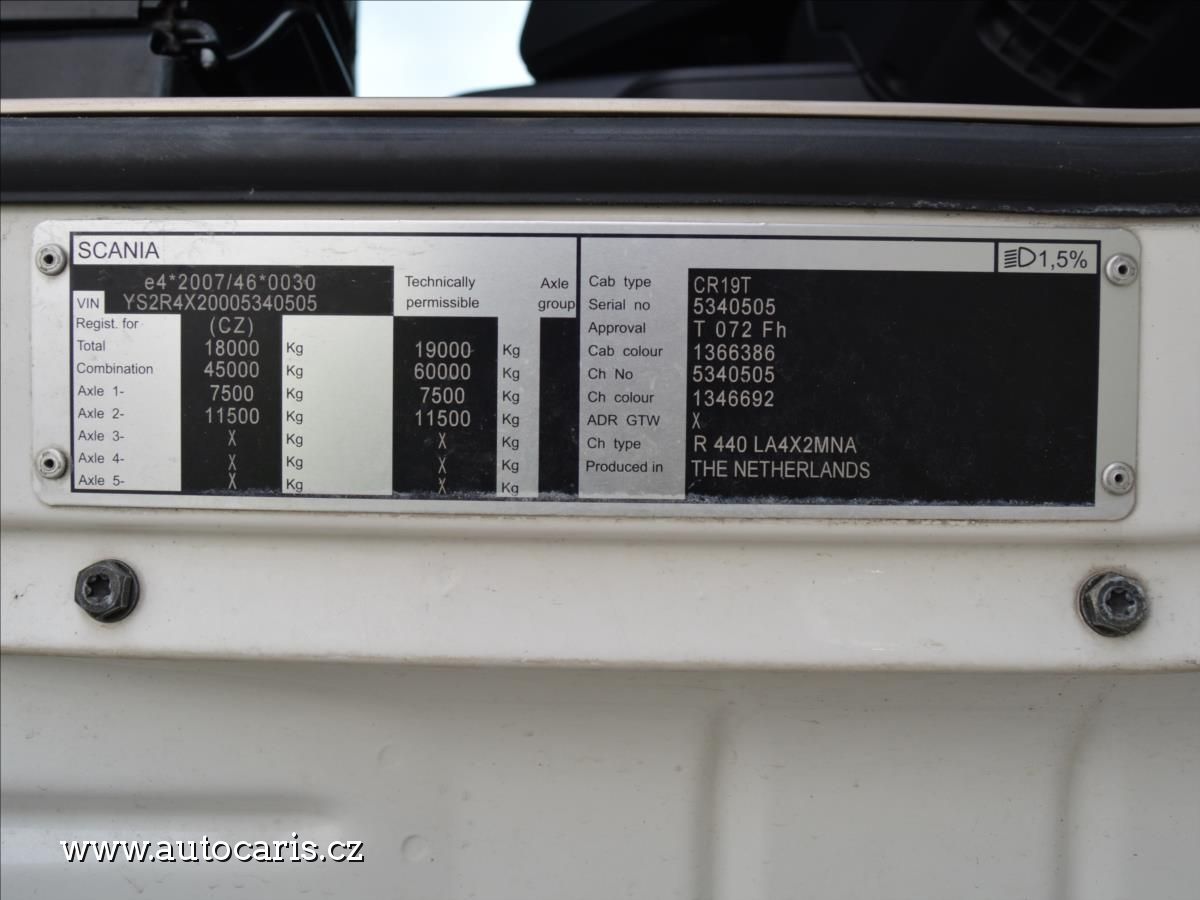 SCANIA
1,5%
e4*2007/46*0030
VIN YS2R4X20005340505
Technically permissible
Axle group
Regist. for (CZ)
Total 18000 Kg 19000 Kg
Combination 45000 Kg 60000 Kg
Axle 1- 7500 Kg 7500 Kg
Axle 2- 11500 Kg 11500 Kg
Axle 3- X Kg X Kg
Axle 4- X Kg X Kg
Axle 5- X Kg X Kg
Cab type CR19T
Serial no 5340505
Approval T 072 Fh
Cab colour 1366386
Ch No 5340505
Ch colour 1346692
ADR GTW X
Ch type R 440 LA4X2MNA
Produced in THE NETHERLANDS
www.autocaris.cz